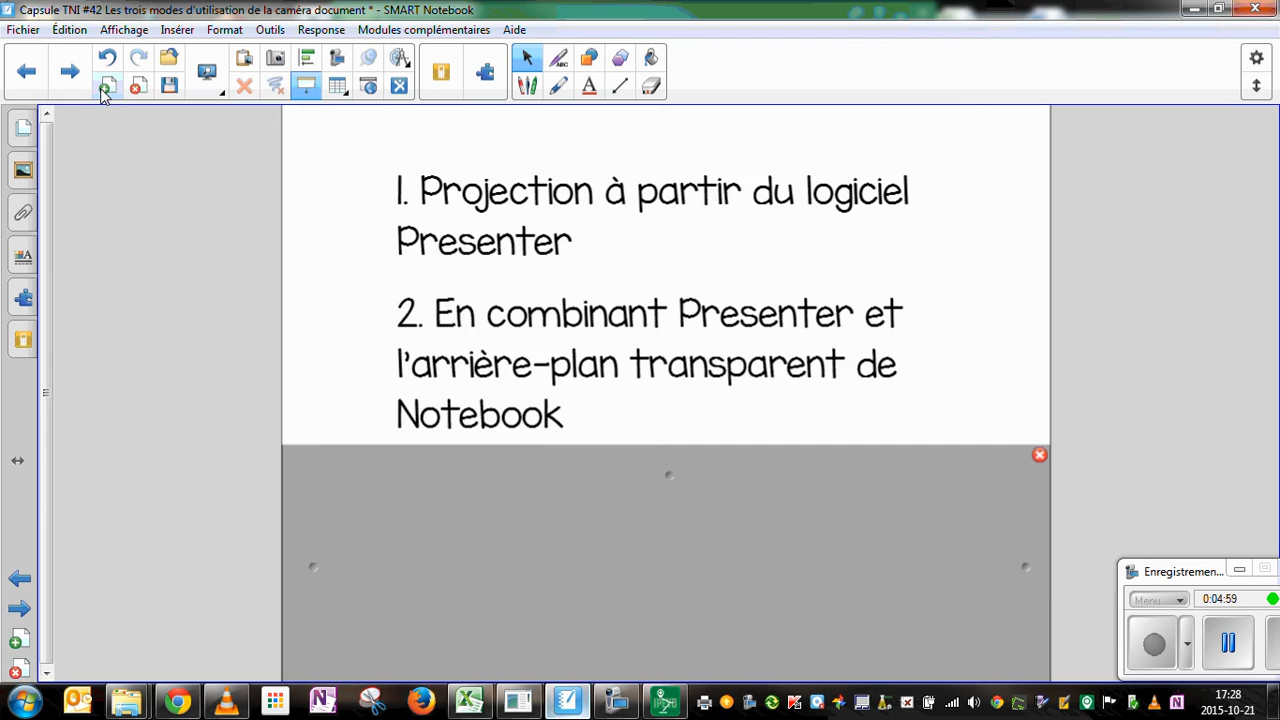 Capsule TNI #42 Les trois modes d'utilisation de la caméra document * - SMART Notebook
Fichier Édition Affichage Insérer Format Outils Response Modules complémentaires Aide
1. Projection à partir du logiciel
Presenter
2. En combinant Presenter et
l'arrière-plan transparent de
Notebook
Enregistremen...
Menu 0:04:59
17:28
2015-10-21